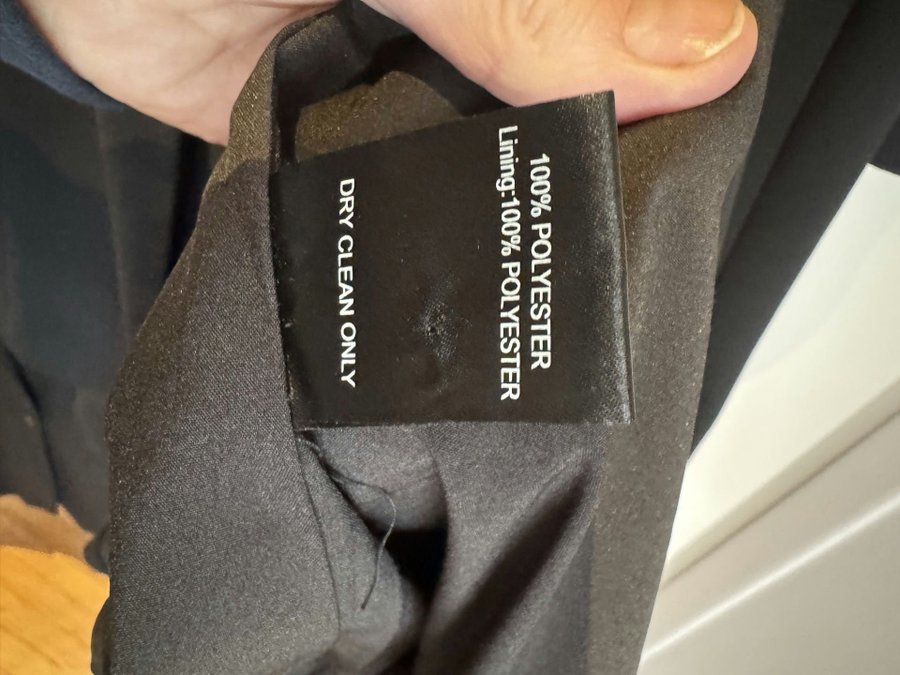 100% POLYESTER
Lining:100% POLYESTER
DRY CLEAN ONLY